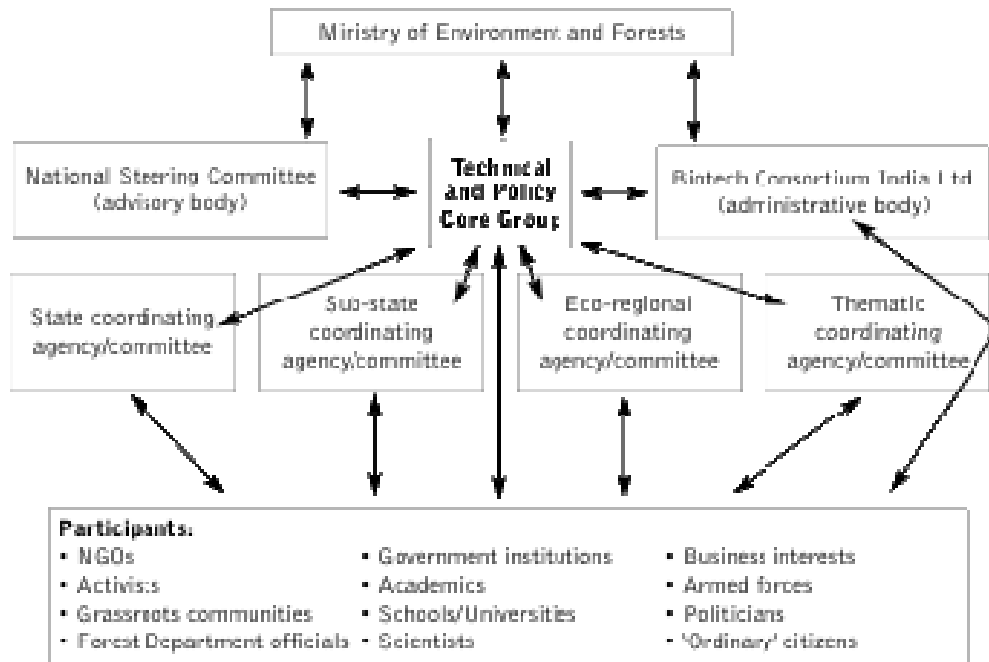 Ministry of Environment and Forests
National Steering Committee
(advisory body)
Technical
and Policy
Core Group
Biotech Consortium India Ltd
(administrative body)
State coordinating
agency/committee
Sub-state
coordinating
agency/committee
Eco-regional
coordinating
agency/committee
Thematic
coordinating
agency/committee
Participants:
▪ NGOs
▪ Activists
▪ Grassroots communities
▪ Forest Department officials
▪ Government institutions
▪ Academics
▪ Schools/Universities
▪ Scientists
▪ Business interests
▪ Armed forces
▪ Politicians
▪ 'Ordinary' citizens